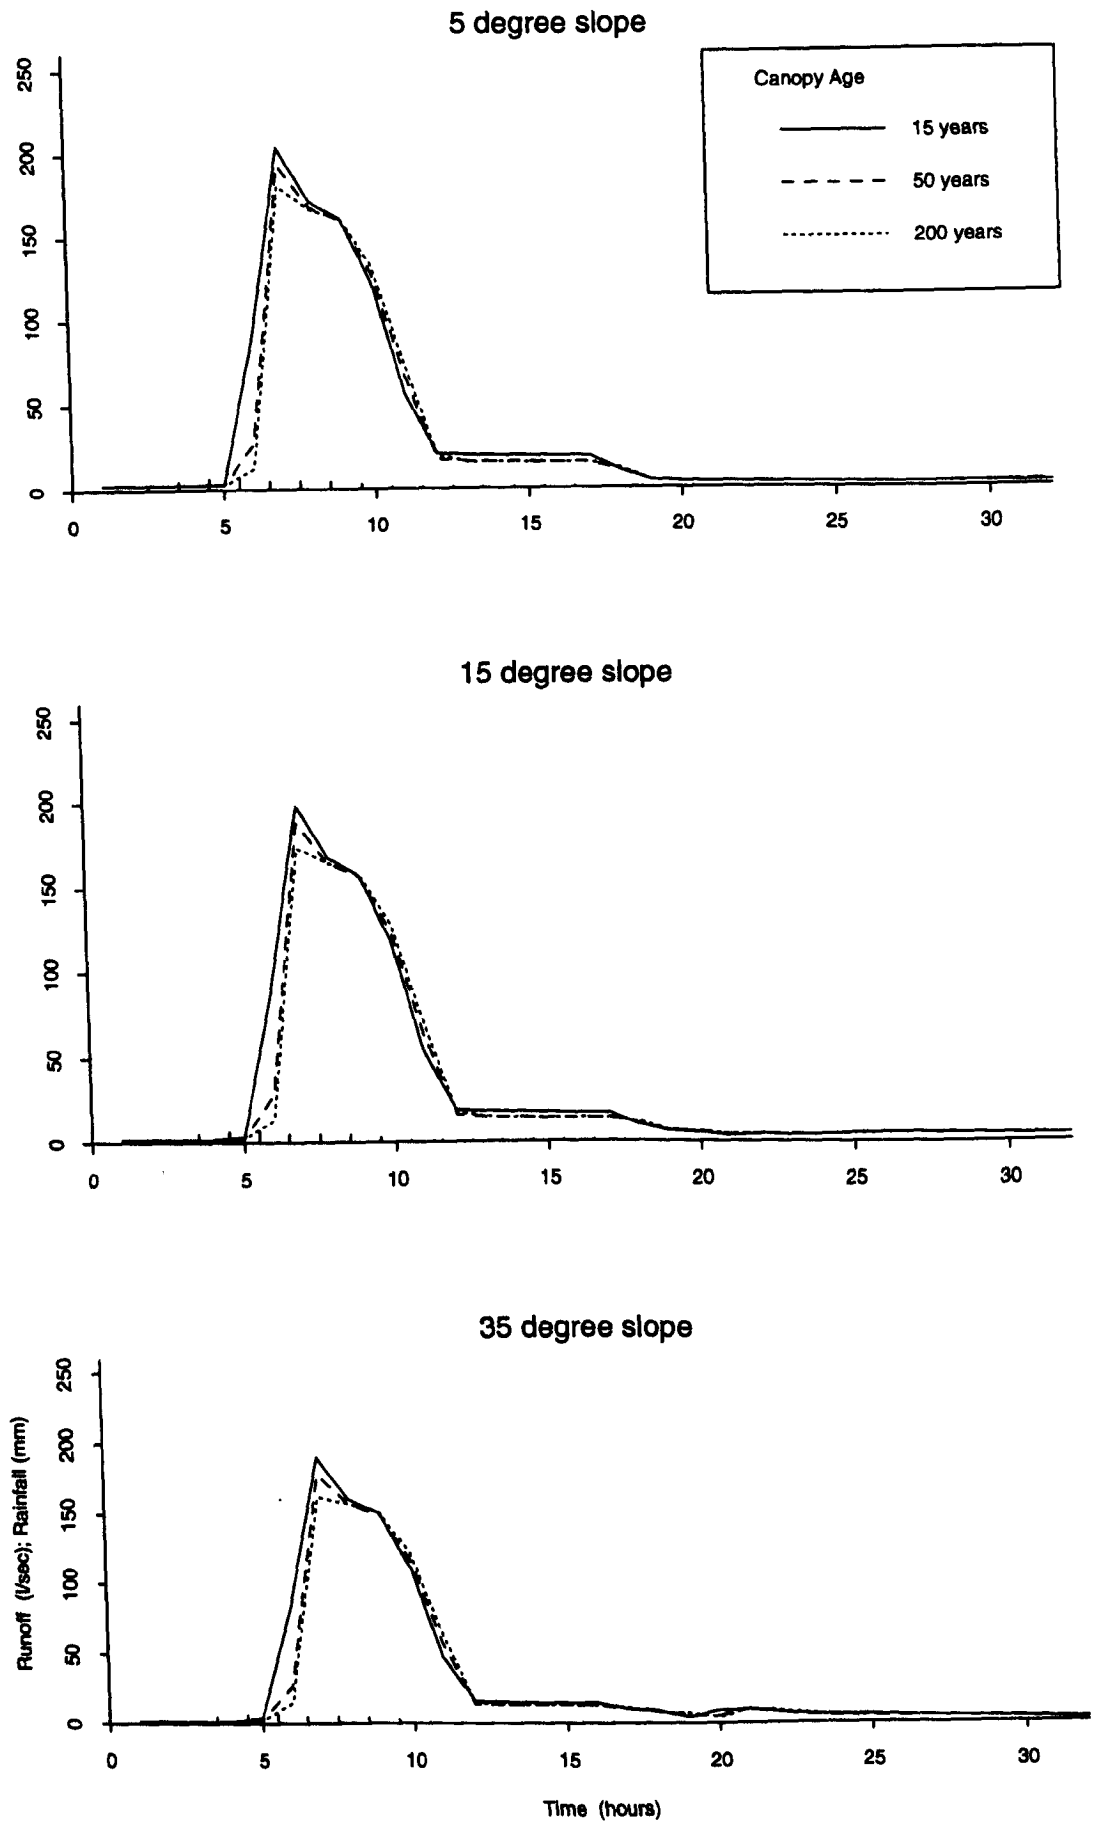 5 degree slope
250
200
150
100
50
0
Canopy Age
15 years
50 years
200 years
0 5 10 15 20 25 30
15 degree slope
250
200
150
100
50
0
0 5 10 15 20 25 30
35 degree slope
Runoff (l/sec); Rainfall (mm)
250
200
150
100
50
0
0 5 10 15 20 25 30
Time (hours)